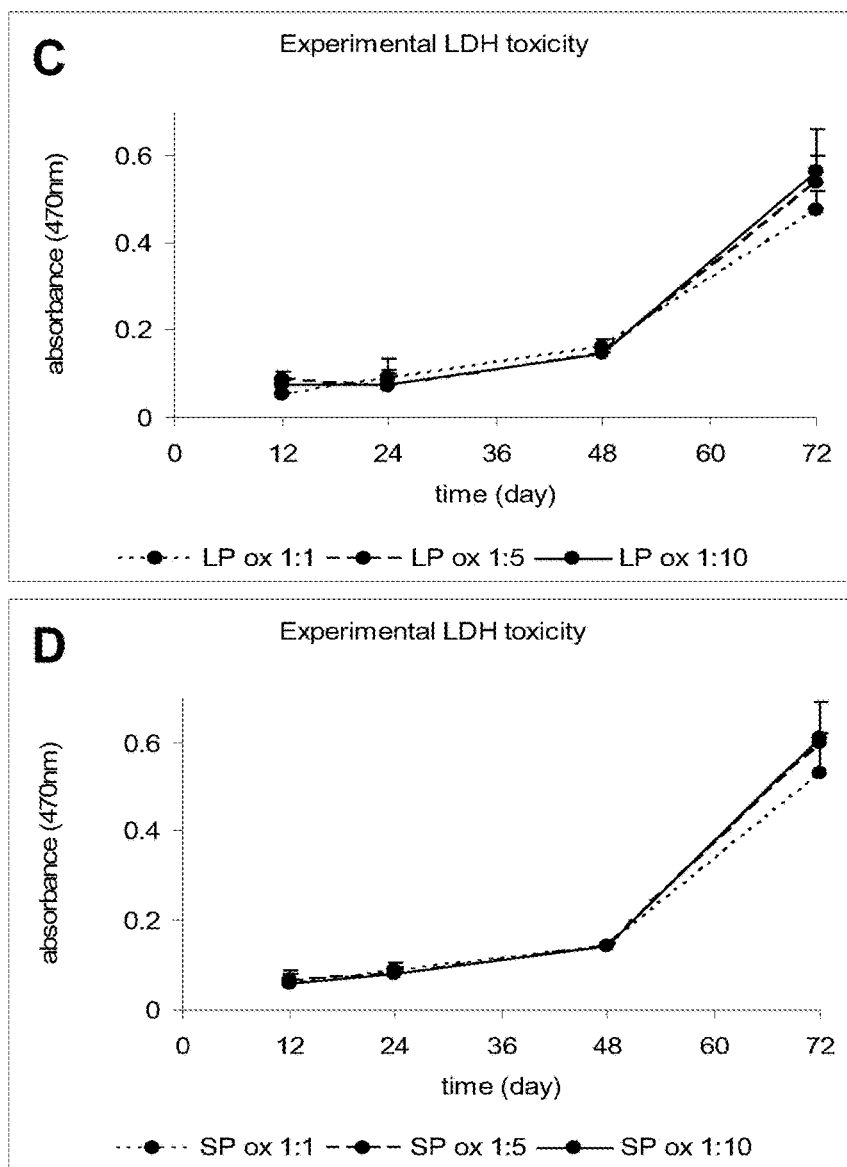 C
Experimental LDH toxicity
absorbance (470nm)
0.6
0.4
0.2
0
0 12 24 36 48 60 72
time (day)
LP ox 1:1 LP ox 1:5 LP ox 1:10
D
Experimental LDH toxicity
absorbance (470nm)
0.6
0.4
0.2
0
0 12 24 36 48 60 72
time (day)
SP ox 1:1 SP ox 1:5 SP ox 1:10